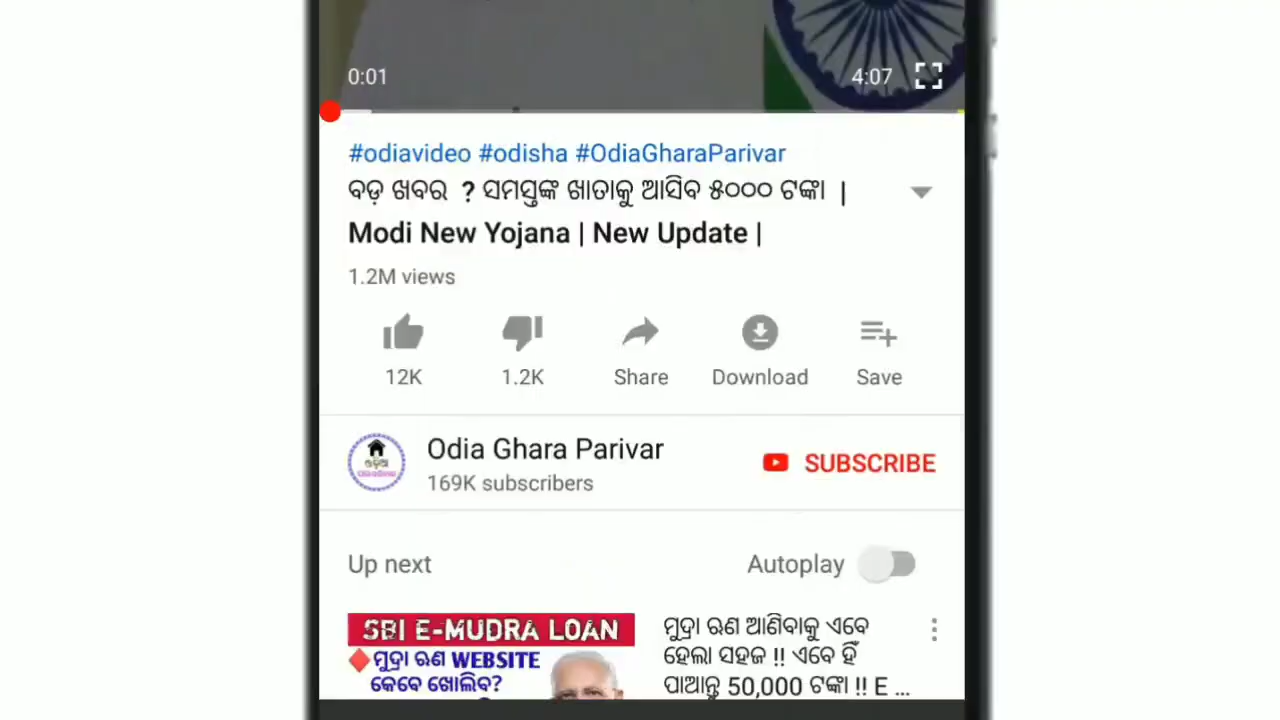 0:01 4:07
#odiavideo #odisha #OdiaGharaParivar
ବଡ଼ ଖବର ? ସମସ୍ତଙ୍କ ଖାତାକୁ ଆସିବ ୫୦୦୦ ଟଙ୍କା |
Modi New Yojana | New Update |
1.2M views
12K 1.2K Share Download Save
Odia Ghara Parivar
169K subscribers
SUBSCRIBE
Up next Autoplay
SBI E-MUDRA LOAN
ମୁଦ୍ରା ଋଣ WEBSITE
କେବେ ଖୋଲିବ?
ମୁଦ୍ରା ଋଣ ଆଣିବାକୁ ଏବେ
ହେଲା ସହଜ !! ଏବେ ହିଁ
ପାଆନ୍ତୁ 50,000 ଟଙ୍କା !! E ...